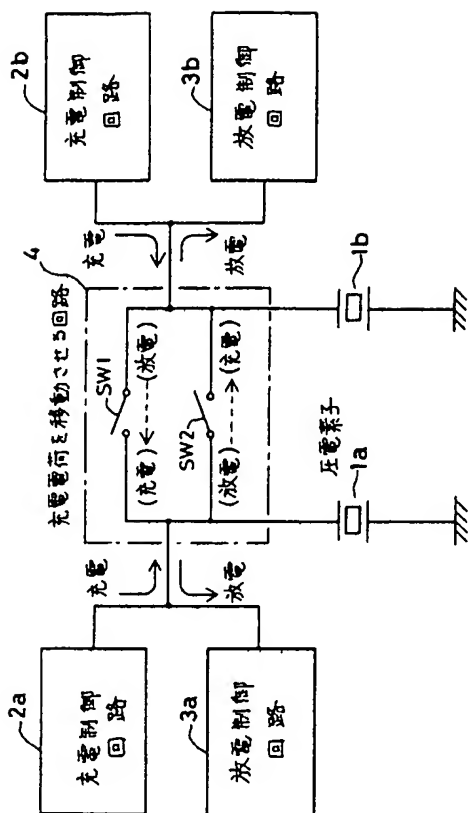 充電電荷を移動させる回路
4
2a
充電制御
回路
3a
放電制御
回路
充電
放電
SW1
(充電)
(放電)
SW2
(放電)
(充電)
充電
放電
2b
充電制御
回路
3b
放電制御
回路
圧電素子
1a
1b